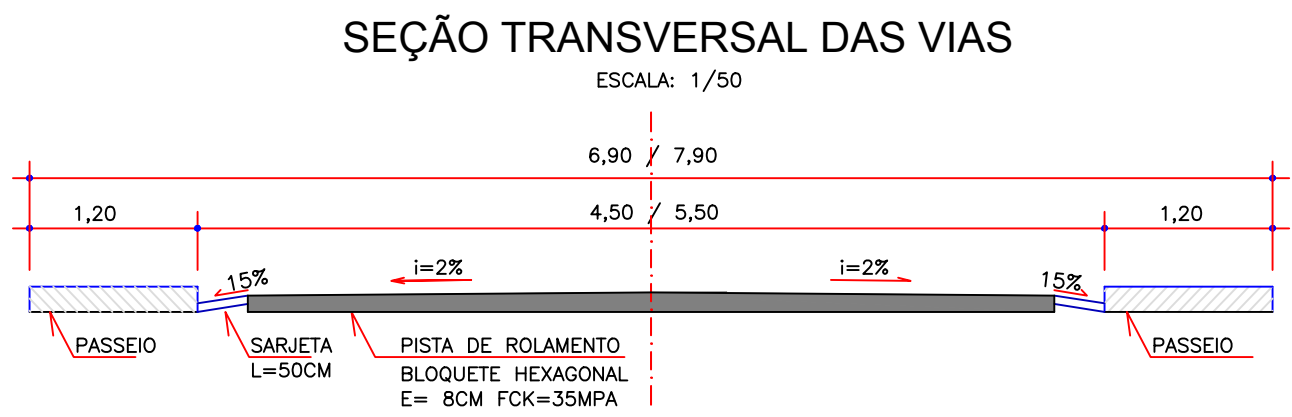 SEÇÃO TRANSVERSAL DAS VIAS
ESCALA: 1/50
6,90 / 7,90
1,20
4,50 / 5,50
1,20
15%
i=2%
i=2%
15%
PASSEIO
SARJETA
L=50CM
PISTA DE ROLAMENTO
BLOQUETE HEXAGONAL
E= 8CM FCK=35MPA
PASSEIO